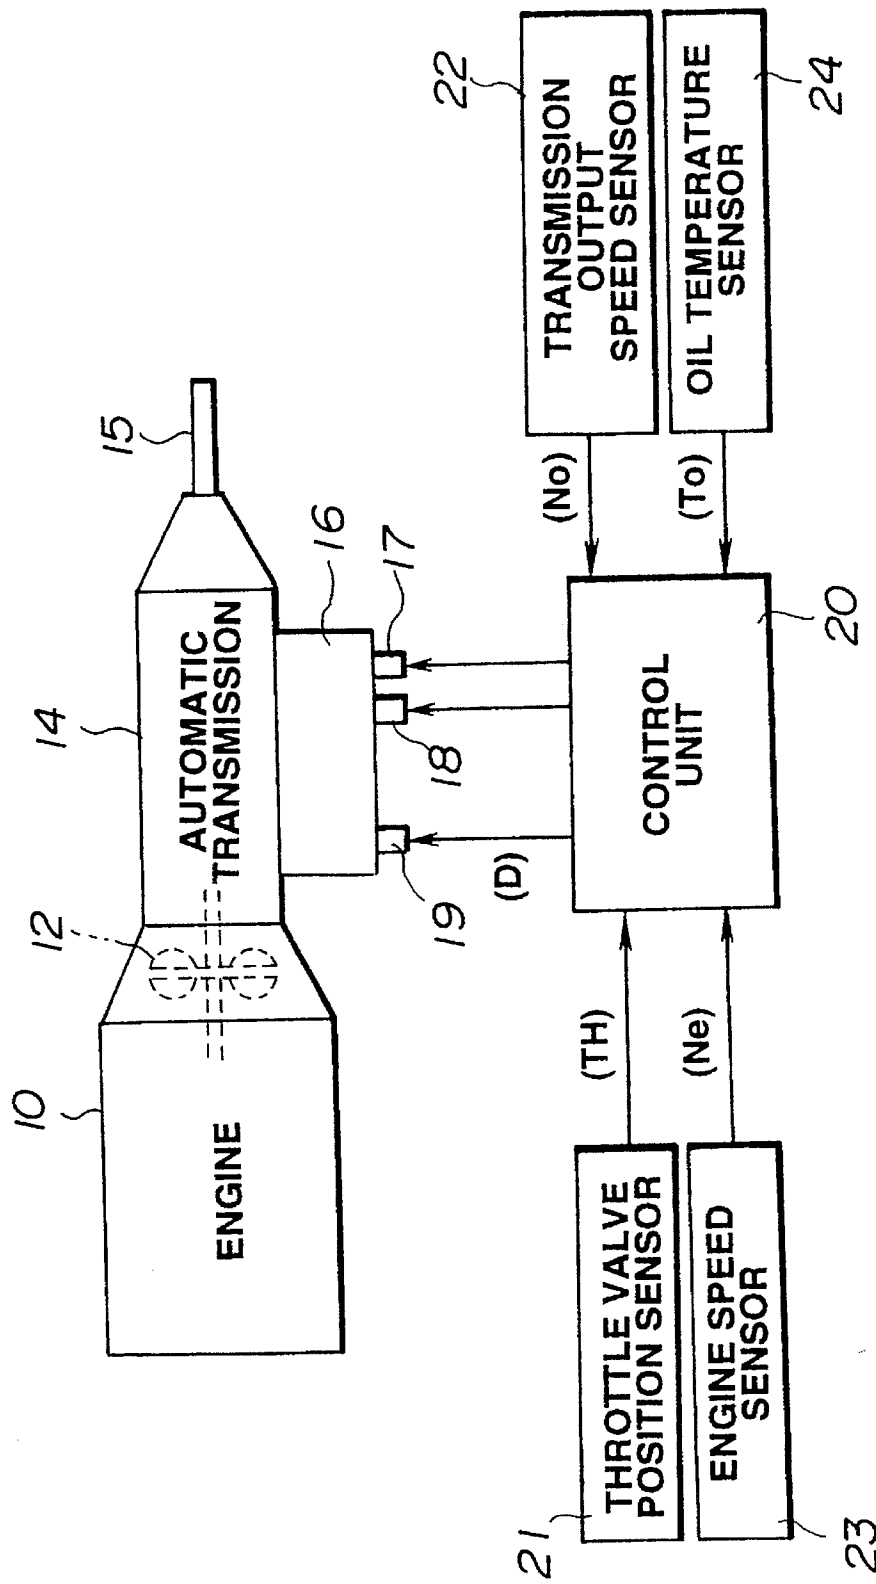 10
12
14
15
ENGINE
AUTOMATIC
TRANSMISSION
16
19
18
17
(D)
21
THROTTLE VALVE
POSITION SENSOR
(TH)
ENGINE SPEED
SENSOR
23
(Ne)
CONTROL
UNIT
20
(No)
22
TRANSMISSION
OUTPUT
SPEED SENSOR
(To)
OIL TEMPERATURE
SENSOR
24